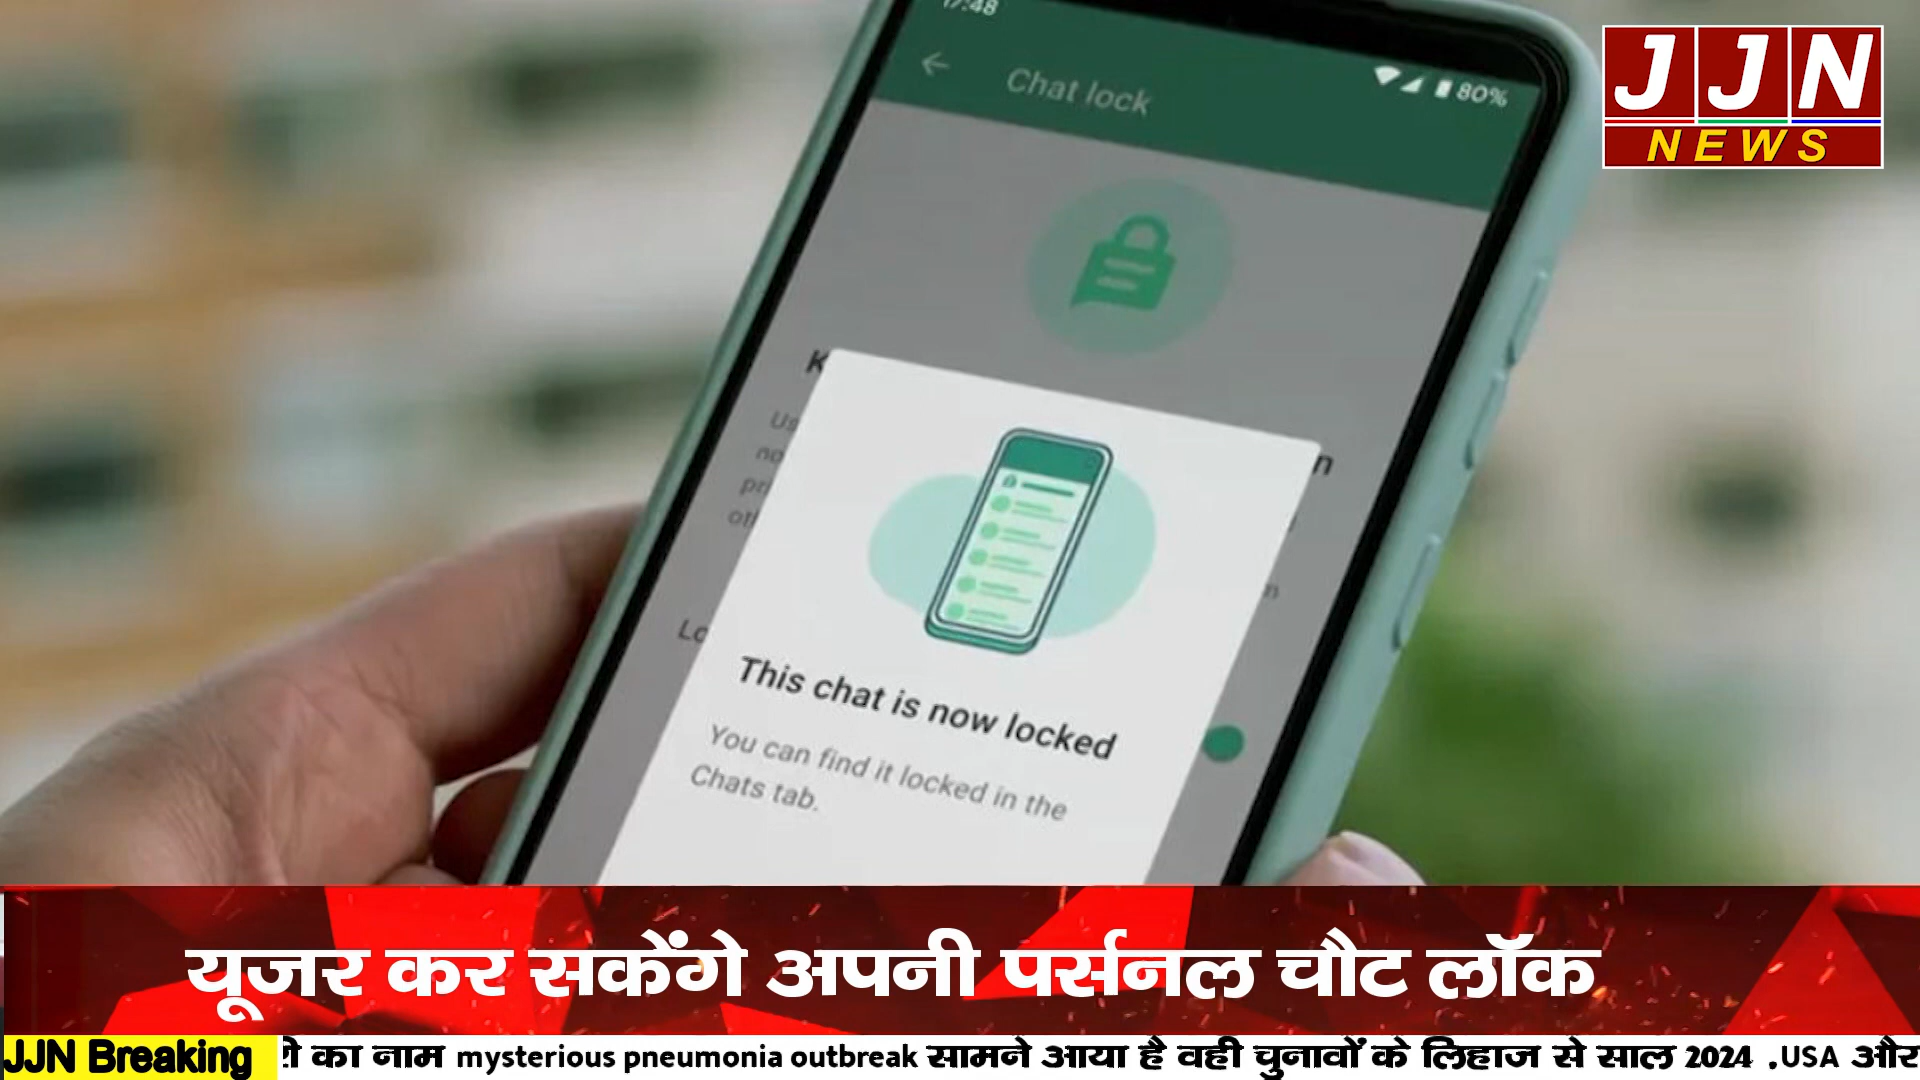 17:48
80%
Chat lock
JJN
NEWS
This chat is now locked
You can find it locked in the
Chats tab.
यूजर कर सकेंगे अपनी पर्सनल चौट लॉक
JJN Breaking
का नाम mysterious pneumonia outbreak सामने आया है वही चुनावों के लिहाज से साल 2024 .USA और